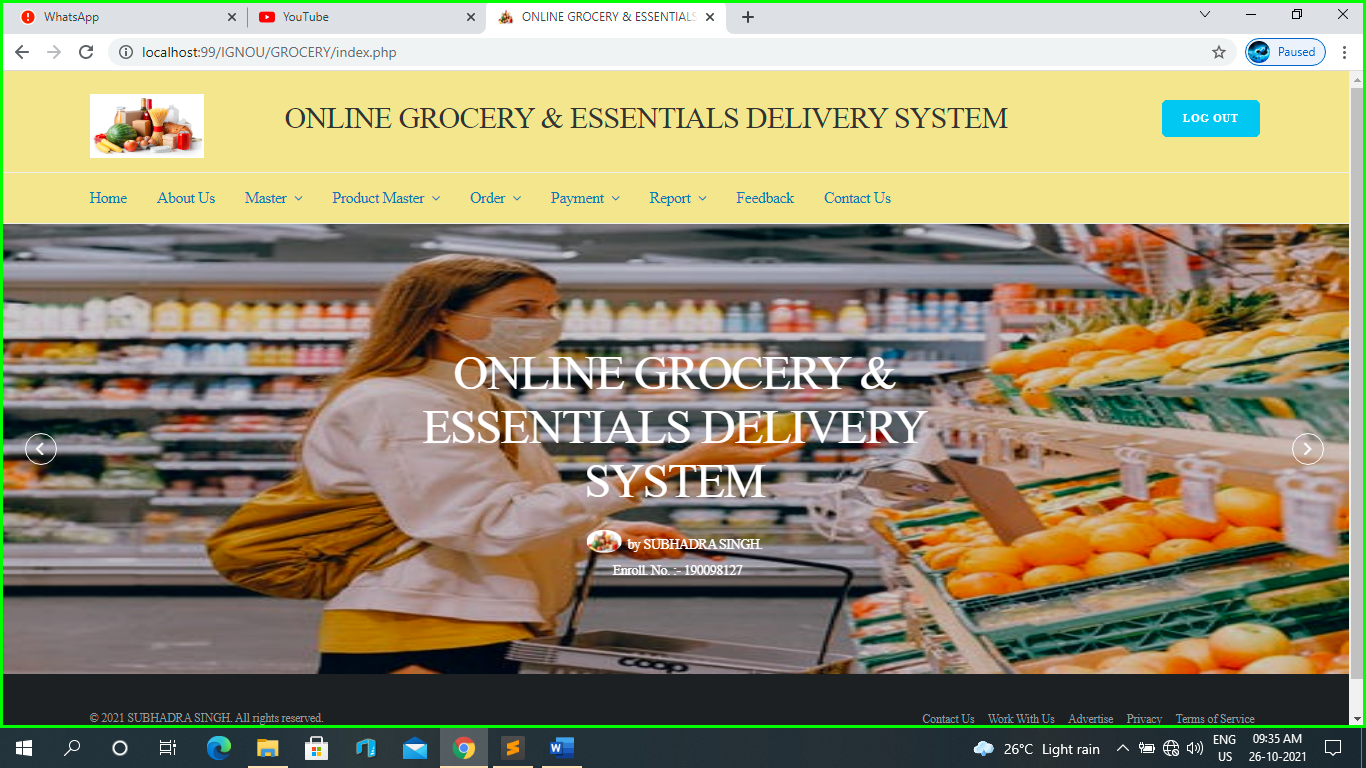 WhatsApp
YouTube
ONLINE GROCERY & ESSENTIALS
localhost:99/IGNOU/GROCERY/index.php
Paused
ONLINE GROCERY & ESSENTIALS DELIVERY SYSTEM
LOG OUT
Home About Us Master Product Master Order Payment Report Feedback Contact Us
ONLINE GROCERY &
ESSENTIALS DELIVERY
SYSTEM
by SUBHADRA SINGH.
Enroll. No. :- 190098127
coop
© 2021 SUBHADRA SINGH. All rights reserved.
Contact Us Work With Us Advertise Privacy Terms of Service
26°C Light rain
ENG
US
09:35 AM
26-10-2021